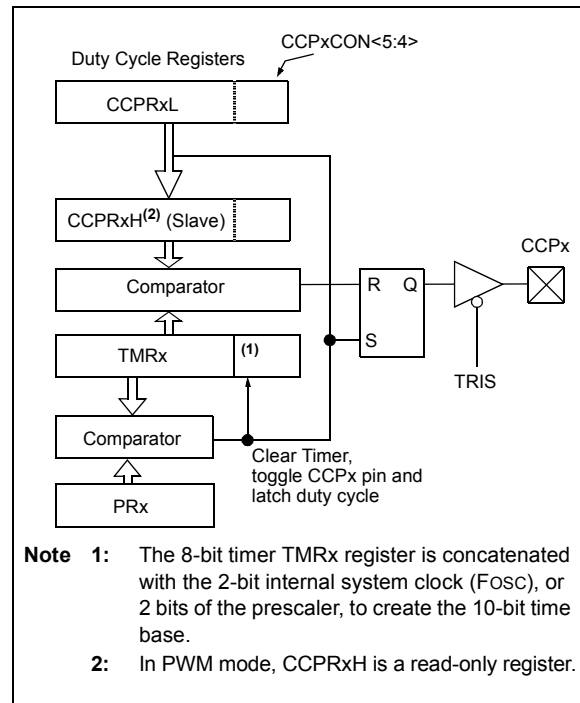 CCPxCON<5:4>
Duty Cycle Registers
CCPRxL
CCPRxH(2) (Slave)
CCPx
Comparator
R Q
TMRx (1)
S
TRIS
Comparator
Clear Timer,
toggle CCPx pin and
latch duty cycle
PRx
Note 1: The 8-bit timer TMRx register is concatenated
with the 2-bit internal system clock (FOSC), or
2 bits of the prescaler, to create the 10-bit time
base.
2: In PWM mode, CCPRxH is a read-only register.